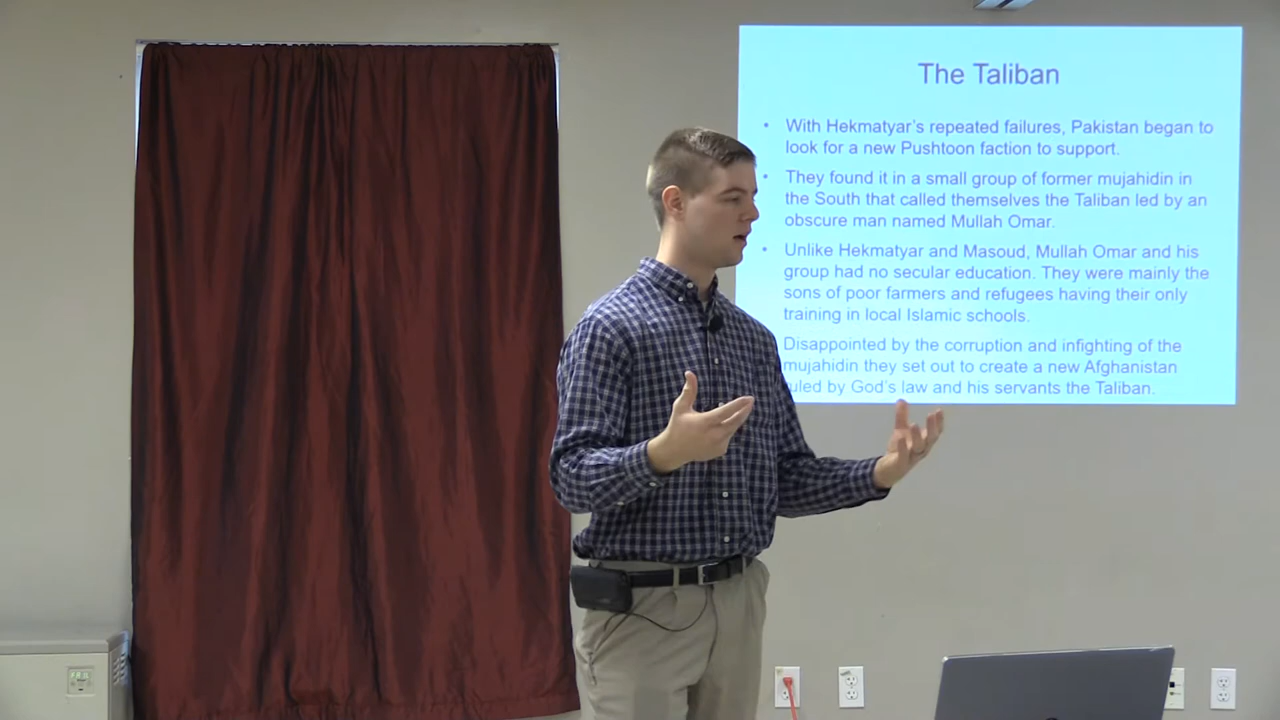 The Taliban
• With Hekmatyar's repeated failures, Pakistan began to
look for a new Pushtoon faction to support.
• They found it in a small group of former mujahidin in
the South that called themselves the Taliban led by an
obscure man named Mullah Omar.
• Unlike Hekmatyar and Masoud, Mullah Omar and his
group had no secular education. They were mainly the
sons of poor farmers and refugees having their only
training in local Islamic schools.
Disappointed by the corruption and infighting of the
mujahidin they set out to create a new Afghanistan
uled by God's law and his servants the Taliban.